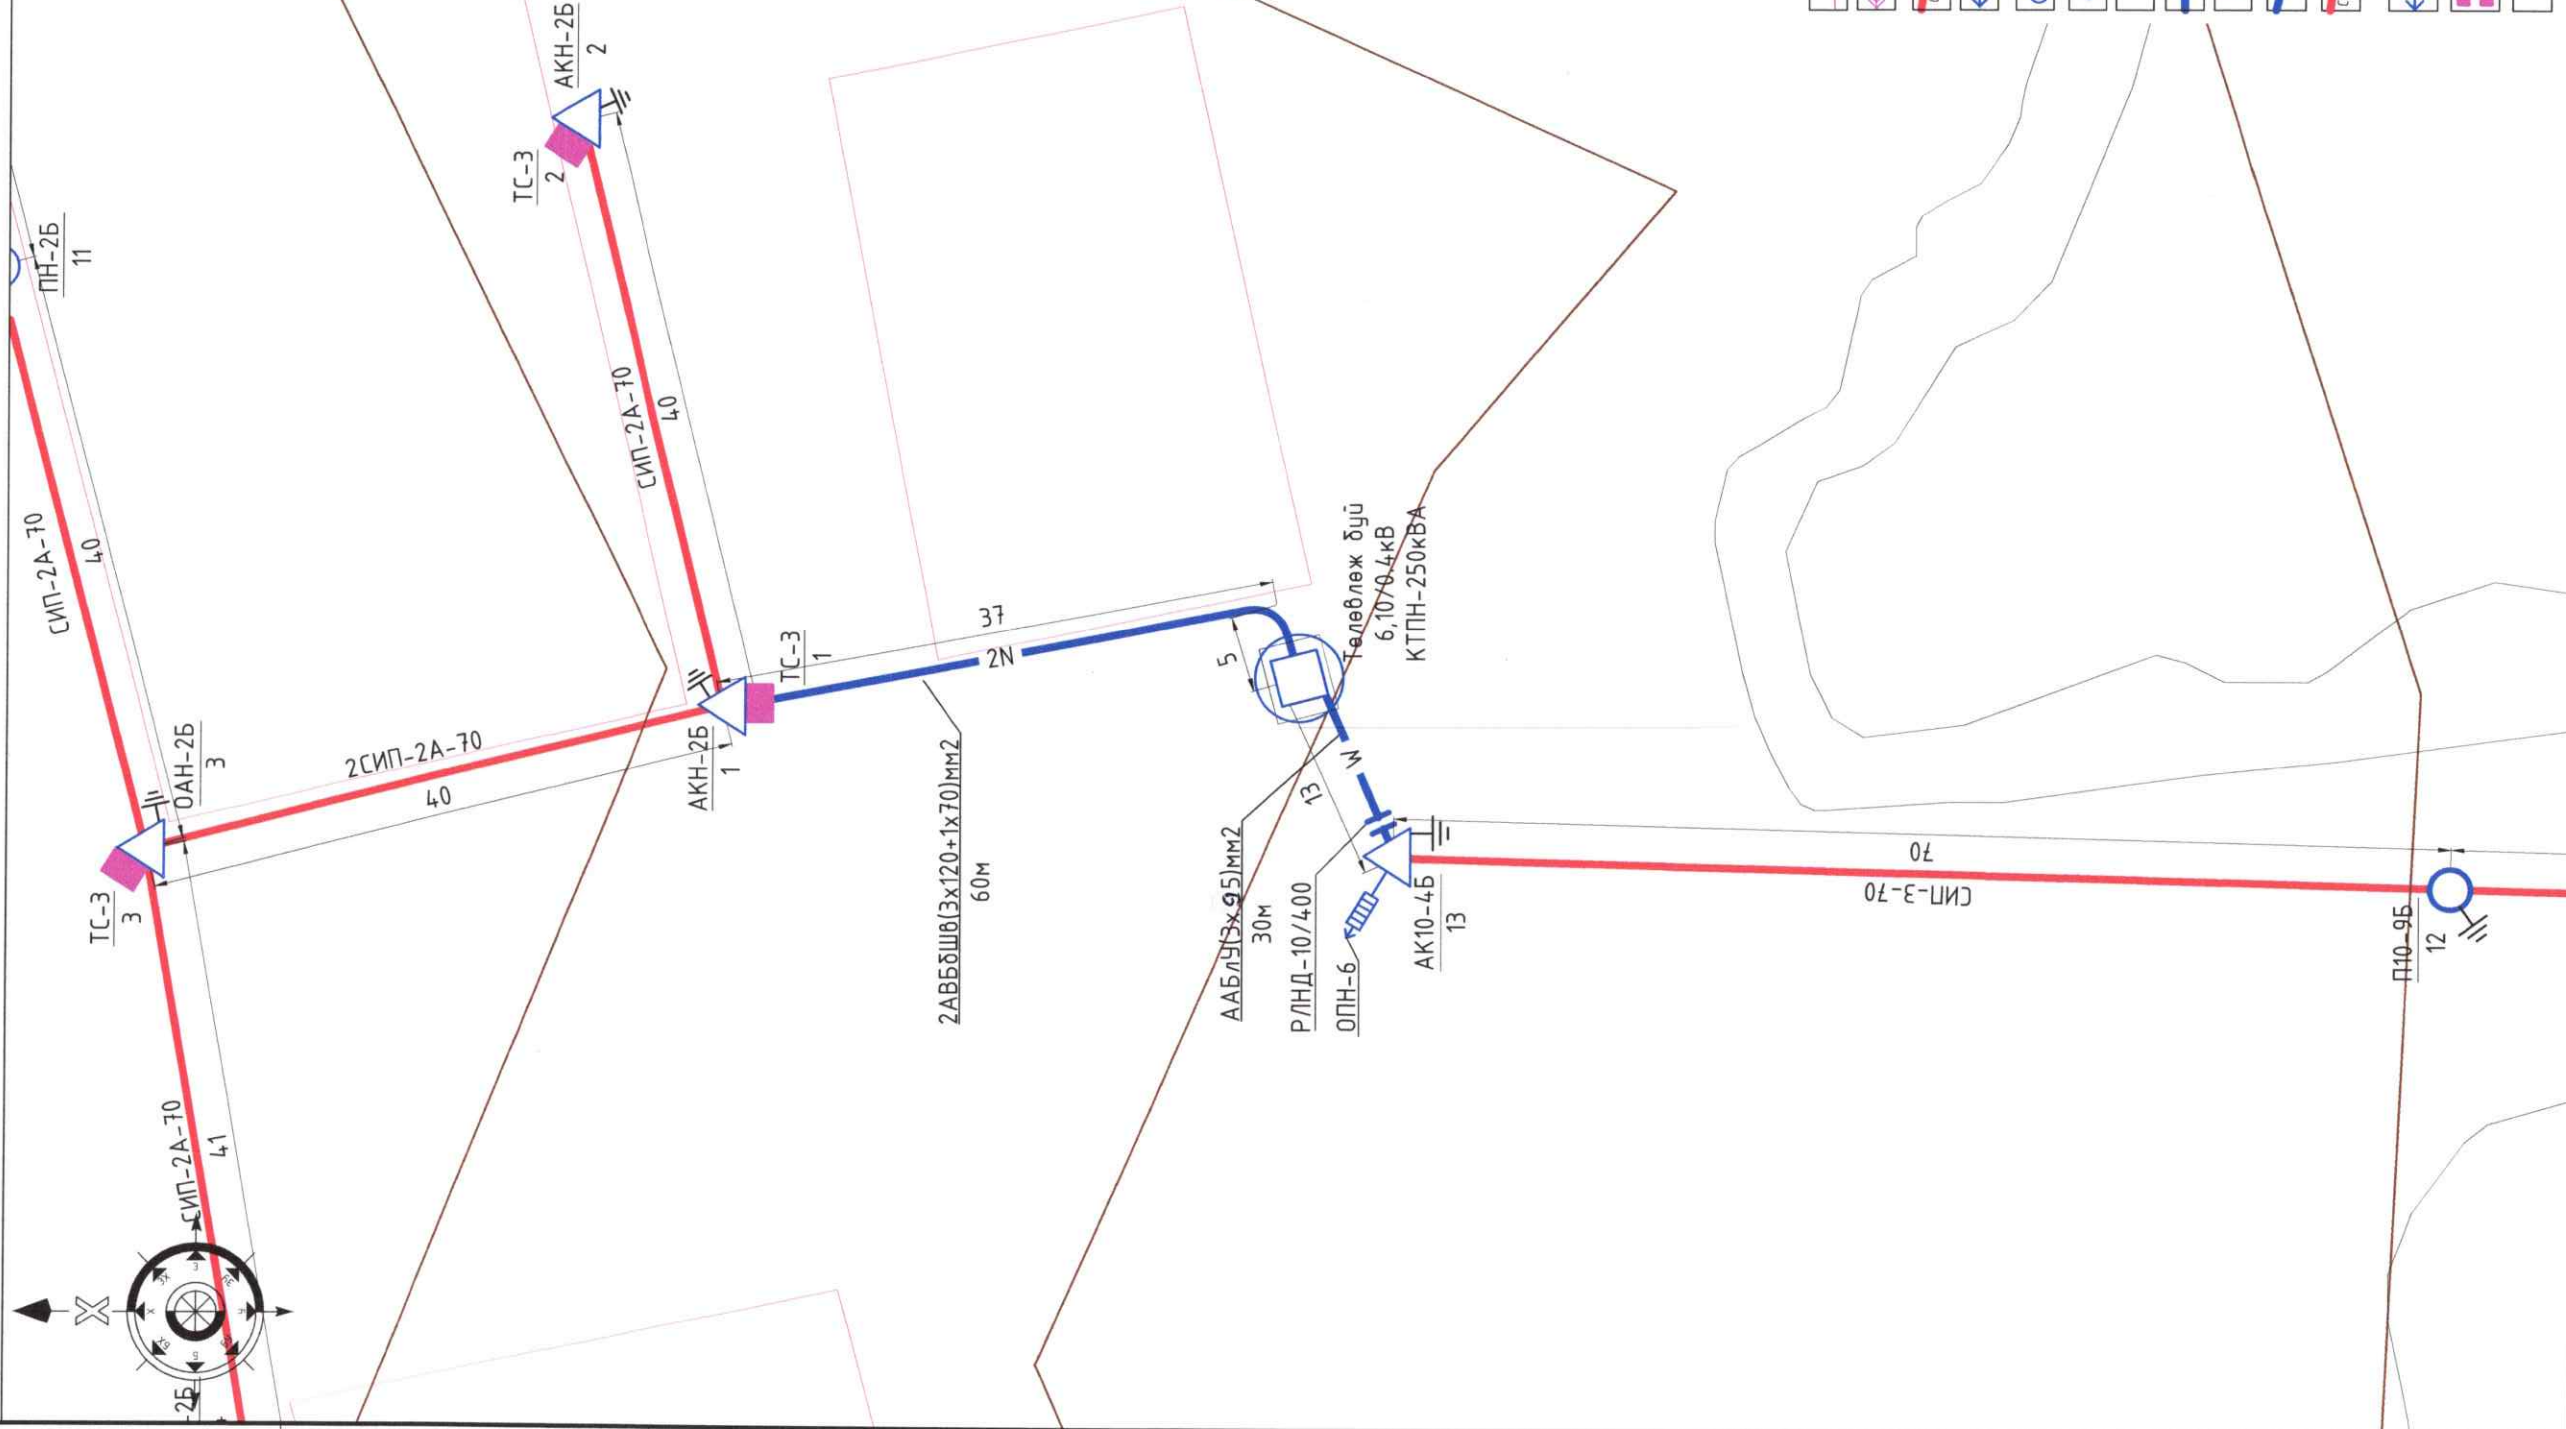 АКН-2Б
2
ТС-3
2
ПН-2Б
11
СИП-2А-70
40
СИП-2А-70
40
ОАН-2Б
3
ТС-3
3
2СИП-2А-70
40
АКН-2Б
1
ТС-3
1
37
2N
5
Төлөвлөж буй
6,10/0.4кВ
КТПН-250кВА
2АВБбШв(3х120+1х70)мм2
60м
ААБлУ(3х95)мм2
30м
13
W
РЛНД-10/400
ОПН-6
АК10-4Б
13
70
СИП-3-70
П10-9Б
12
СИП-2А-70
41
Х
-2Б